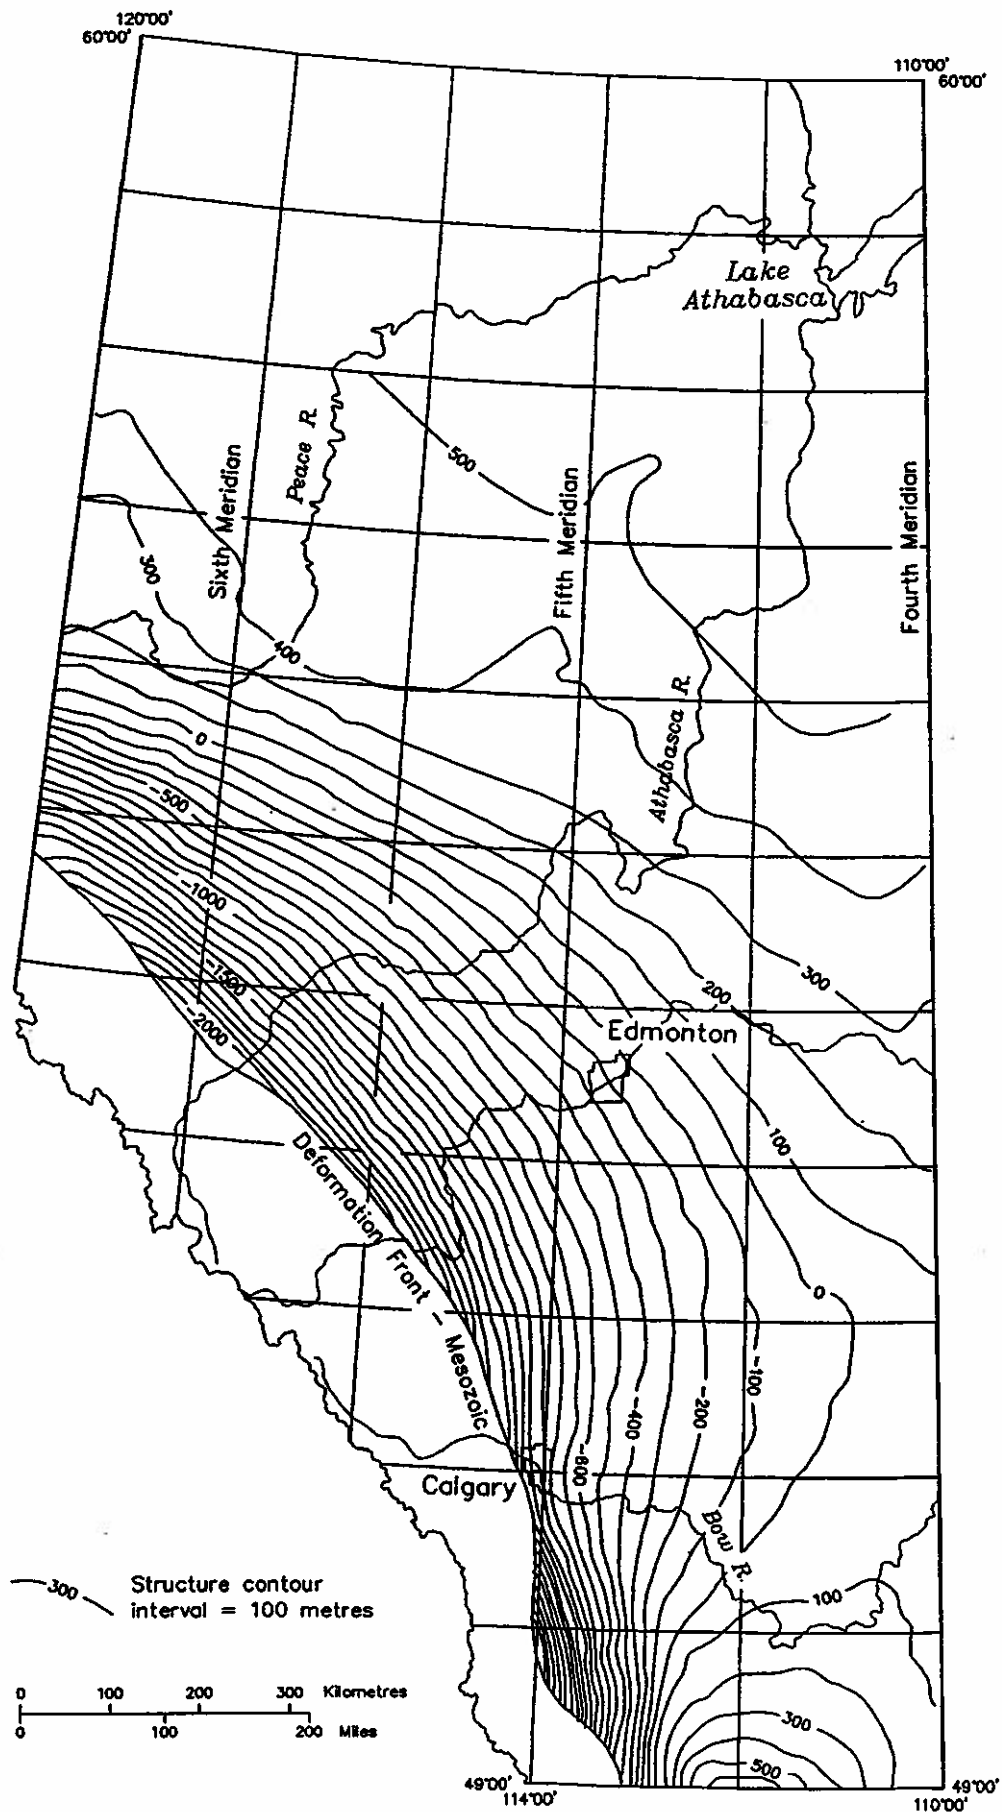 120°00'
60°00'
110°00'
60°00'
Lake
Athabasca
Peace R.
500
Sixth Meridian
Fifth Meridian
Fourth Meridian
300
400
Athabasca R.
0
-500
-1000
-1500
-2000
300
200
Edmonton
100
Deformation Front - Mesozoic
0
-100
-200
-400
-600
Calgary
Bow R.
100
300
Structure contour
interval = 100 metres
300
500
0 100 200 300 Kilometres
0 100 200 Miles
49°00'
114°00'
49°00'
110°00'